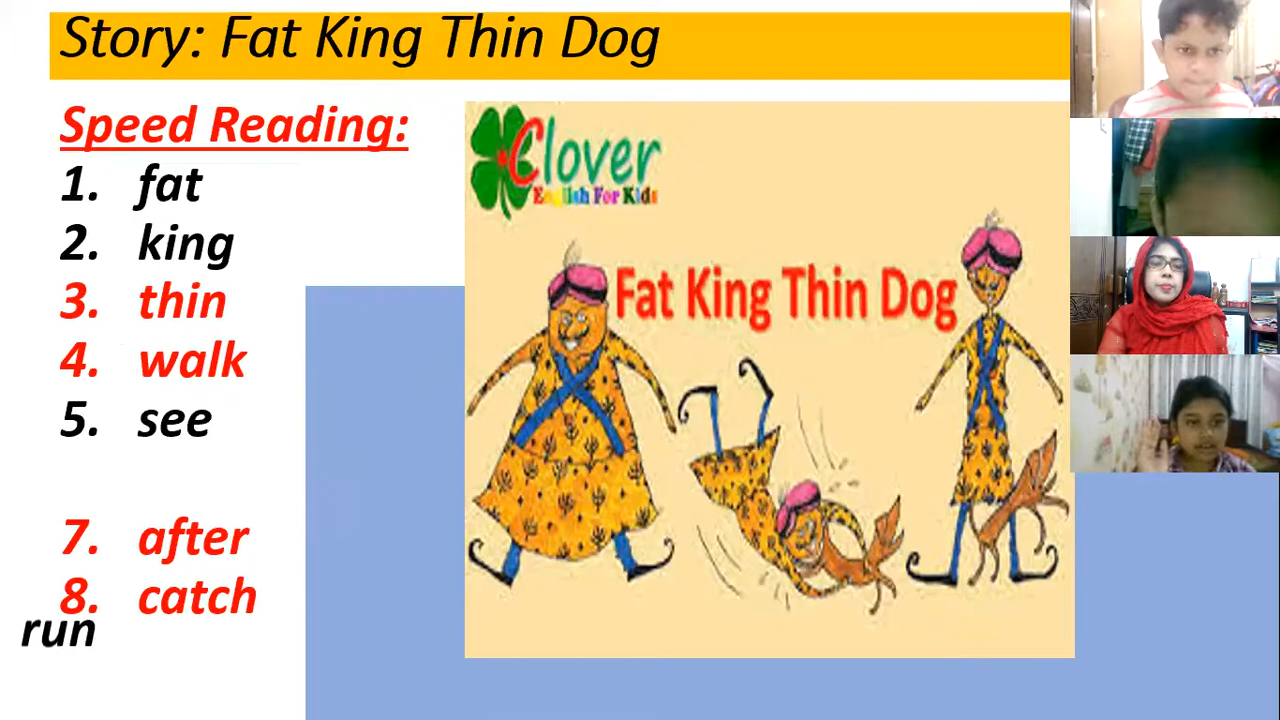 Story: Fat King Thin Dog
Speed Reading:
1. fat
2. king
3. thin
4. walk
5. see
7. after
8. catch
run
Clover
English For Kids
Fat King Thin Dog